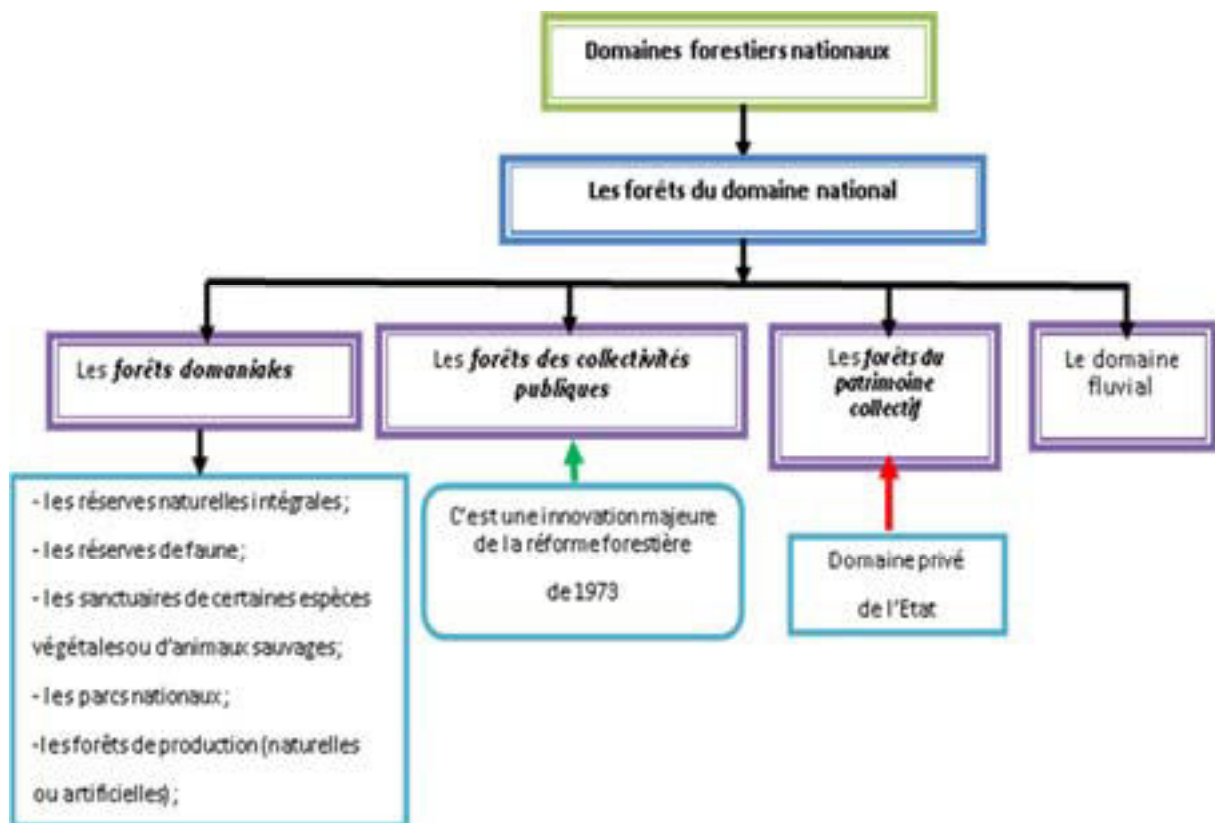 Domaines forestiers nationaux
Les forêts du domaine national
Les forêts domaniales
Les forêts des collectivités
publiques
Les forêts du
patrimoine
collectif
Le domaine
fluvial
- les réserves naturelles intégrales ;
- les réserves de faune;
- les sanctuaires de certaines espèces
végétales ou d'animaux sauvages;
- les parcs nationaux ;
-les forêts de production (naturelles
ou artificielles) ;
C'est une innovation majeure
de la réforme forestière
de 1973
Domaine privé
de l'Etat